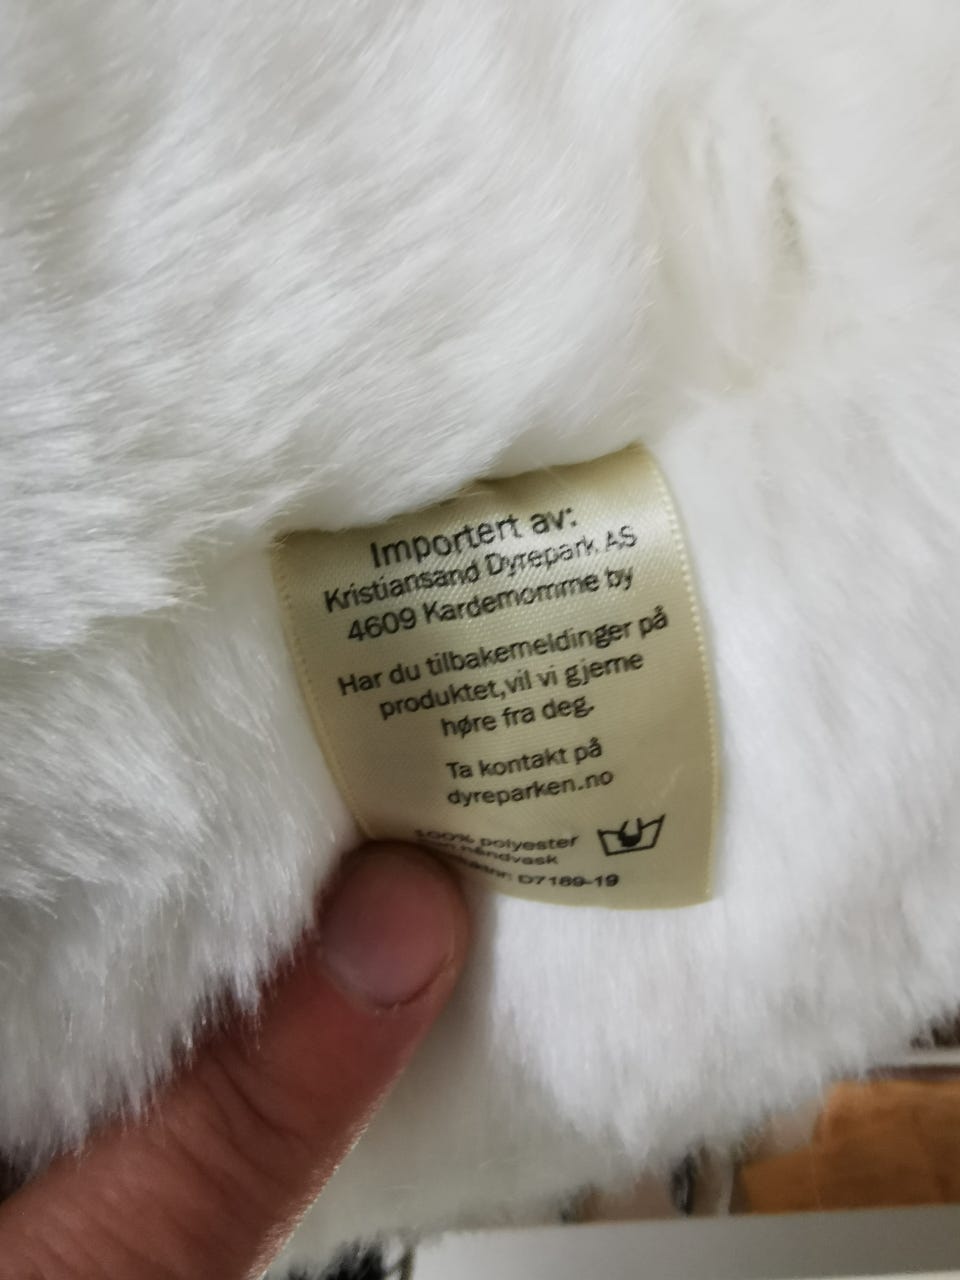 Importert av:
Kristiansand Dyrepark AS
4609 Kardemomme by
Har du tilbakemeldinger på
produktet,vil vi gjerne
høre fra deg.
Ta kontakt på
dyreparken.no
100% polyester
håndvask
D7189-19